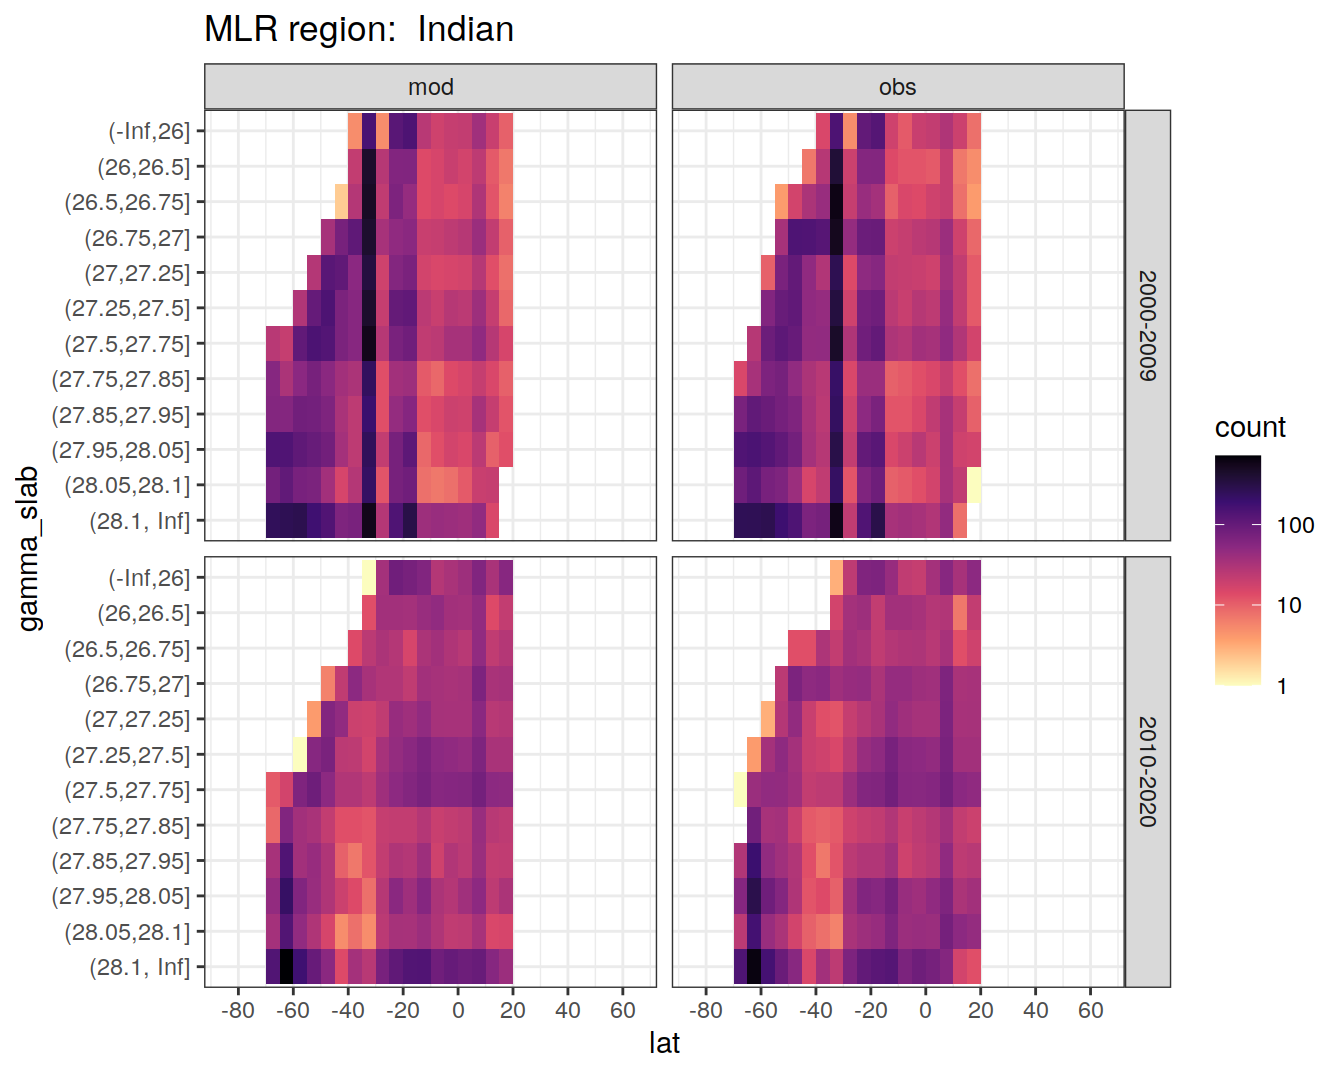 MLR region:  Indian
mod
obs
(-Inf,26]
(26,26.5]
(26.5,26.75]
(26.75,27]
(27,27.25]
(27.25,27.5]
(27.5,27.75]
(27.75,27.85]
(27.85,27.95]
(27.95,28.05]
(28.05,28.1]
(28.1, Inf]
2000-2009
(-Inf,26]
(26,26.5]
(26.5,26.75]
(26.75,27]
(27,27.25]
(27.25,27.5]
(27.5,27.75]
(27.75,27.85]
(27.85,27.95]
(27.95,28.05]
(28.05,28.1]
(28.1, Inf]
2010-2020
gamma_slab
-80 -60 -40 -20 0 20 40 60
-80 -60 -40 -20 0 20 40 60
lat
count
100
10
1